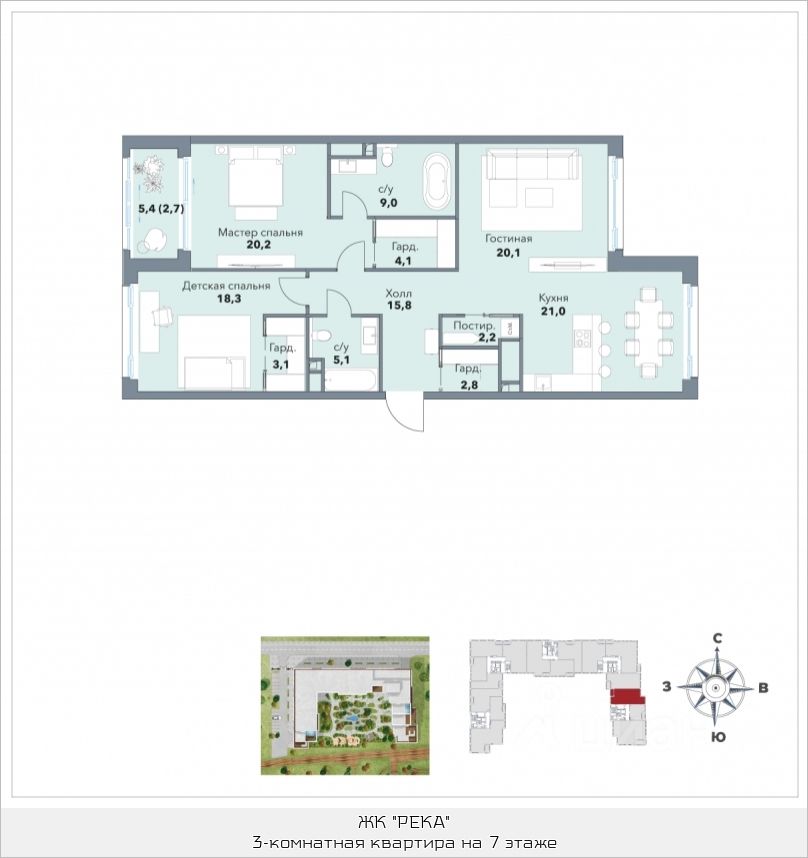 5,4 (2,7)
Мастер спальня
20,2
с/у
9,0
Гард.
4,1
Гостиная
20,1
Детская спальня
18,3
Гард.
3,1
с/у
5,1
Холл
15,8
Постир.
2,2
Гард.
2,8
Кухня
21,0
С
З
В
Ю
ЖК "РЕКА"
3-комнатная квартира на 7 этаже